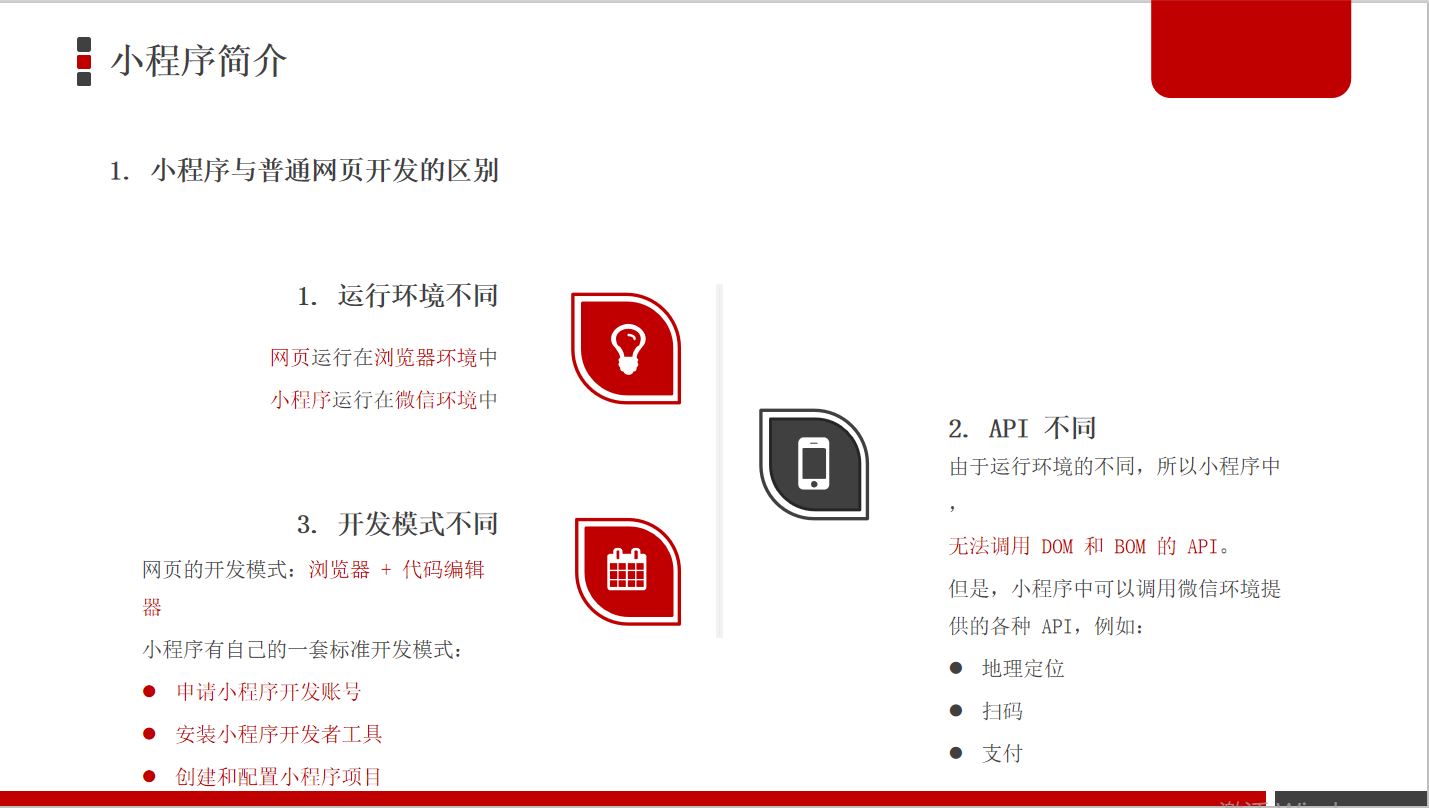 小程序简介
1. 小程序与普通网页开发的区别
1. 运行环境不同
网页运行在浏览器环境中
小程序运行在微信环境中
2. API 不同
由于运行环境的不同，所以小程序中
，
无法调用 DOM 和 BOM 的 API。
但是，小程序中可以调用微信环境提
供的各种 API，例如：
● 地理定位
● 扫码
● 支付
3. 开发模式不同
网页的开发模式：浏览器 + 代码编辑
器
小程序有自己的一套标准开发模式：
● 申请小程序开发账号
● 安装小程序开发者工具
● 创建和配置小程序项目